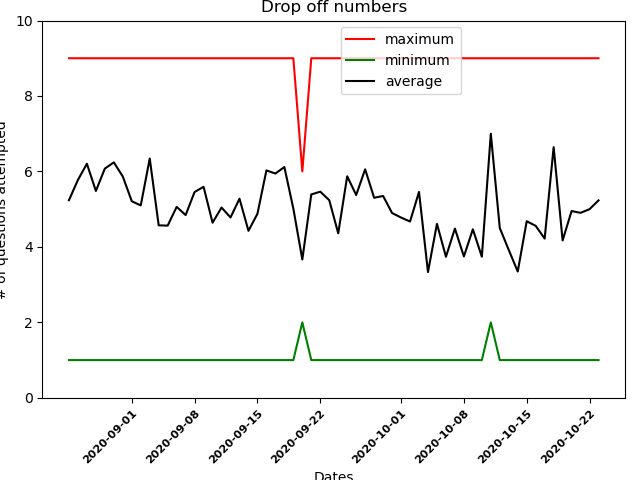 Drop off numbers
# of questions attempted
10
8
6
4
2
0
maximum
minimum
average
2020-09-01
2020-09-08
2020-09-15
2020-09-22
2020-10-01
2020-10-08
2020-10-15
2020-10-22
Dates